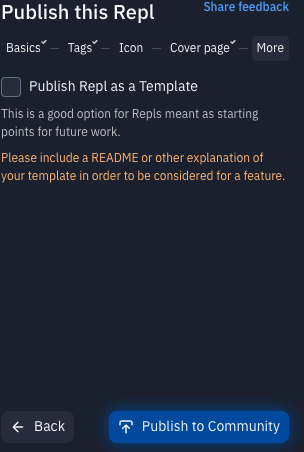 Publish this Repl
Share feedback
Basics — Tags — Icon — Cover page — More
Publish Repl as a Template
This is a good option for Repls meant as starting
points for future work.
Please include a README or other explanation of
your template in order to be considered for a feature.
Back
Publish to Community